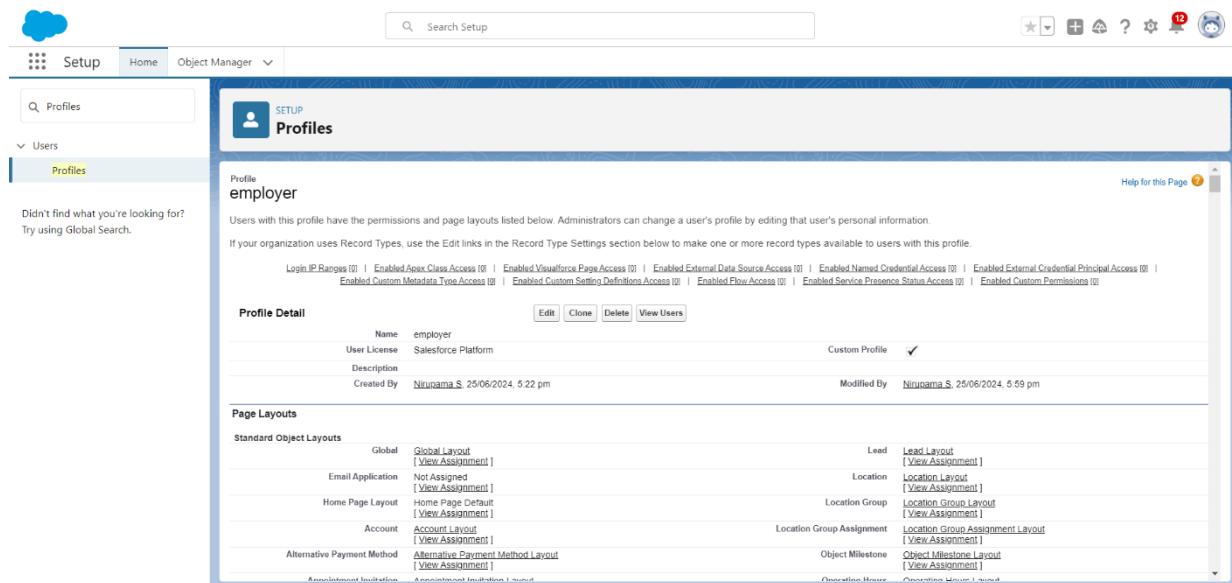 Search Setup
12
Setup
Home
Object Manager
Profiles
Users
Profiles
Didn't find what you're looking for?
Try using Global Search.
SETUP
Profiles
Profile
employer
Help for this Page ?
Users with this profile have the permissions and page layouts listed below. Administrators can change a user's profile by editing that user's personal information.
If your organization uses Record Types, use the Edit links in the Record Type Settings section below to make one or more record types available to users with this profile.
Login IP Ranges [0] | Enabled Apex Class Access [0] | Enabled Visualforce Page Access [0] | Enabled External Data Source Access [0] | Enabled Named Credential Access [0] | Enabled External Credential Principal Access [0] |
Enabled Custom Metadata Type Access [0] | Enabled Custom Setting Definitions Access [0] | Enabled Flow Access [0] | Enabled Service Presence Status Access [0] | Enabled Custom Permissions [0]
Profile Detail Edit Clone Delete View Users
Name employer
User License Salesforce Platform Custom Profile ✓
Description
Created By Nirupama S, 25/06/2024, 5:22 pm Modified By Nirupama S, 25/06/2024, 5:59 pm
Page Layouts
Standard Object Layouts
Global Global Layout Lead Lead Layout
[ View Assignment ] [ View Assignment ]
Email Application Not Assigned Location Location Layout
[ View Assignment ] [ View Assignment ]
Home Page Layout Home Page Default Location Group Location Group Layout
[ View Assignment ] [ View Assignment ]
Account Account Layout Location Group Assignment Location Group Assignment Layout
[ View Assignment ] [ View Assignment ]
Alternative Payment Method Alternative Payment Method Layout Object Milestone Object Milestone Layout
[ View Assignment ] [ View Assignment ]
Appointment Invitation Appointment Invitation Layout Operating Hours Operating Hours Layout